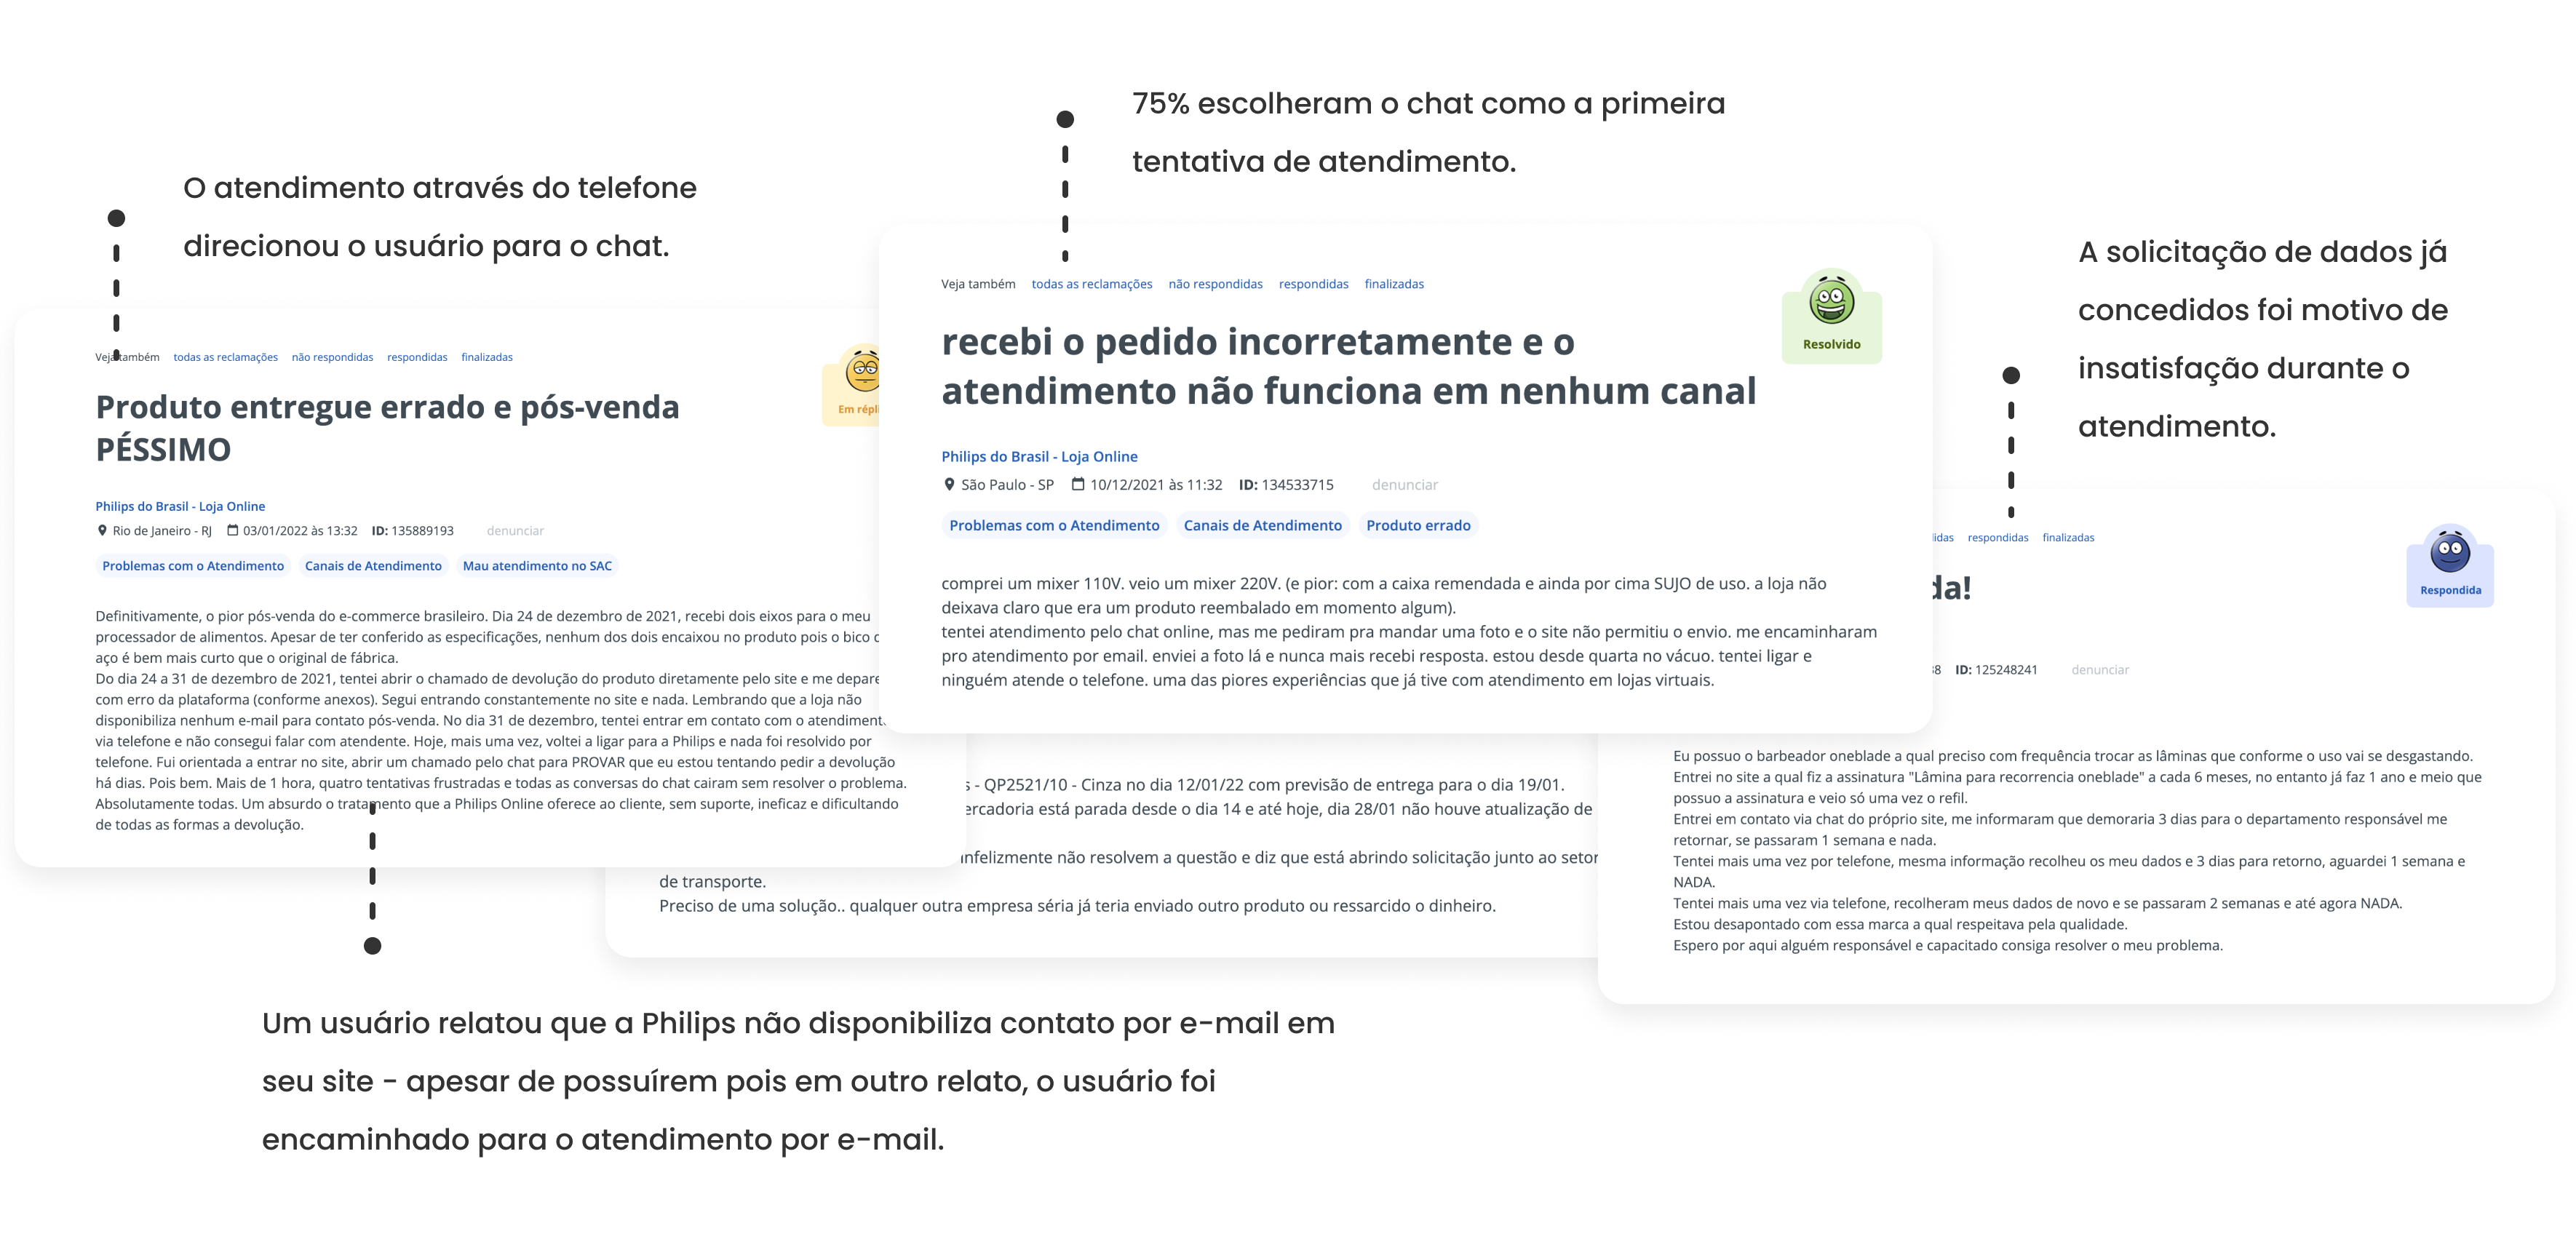 75% escolheram o chat como a primeira
tentativa de atendimento.
O atendimento através do telefone
direcionou o usuário para o chat.
A solicitação de dados já
concedidos foi motivo de
insatisfação durante o
atendimento.
Veja também todas as reclamações não respondidas respondidas finalizadas
Produto entregue errado e pós-venda
PÉSSIMO
Philips do Brasil - Loja Online
Rio de Janeiro - RJ 03/01/2022 às 13:32 ID: 135889193 denunciar
Problemas com o Atendimento Canais de Atendimento Mau atendimento no SAC
Definitivamente, o pior pós-venda do e-commerce brasileiro. Dia 24 de dezembro de 2021, recebi dois eixos para o meu
processador de alimentos. Apesar de ter conferido as especificações, nenhum dos dois encaixou no produto pois o bico
aço é bem mais curto que o original de fábrica.
Do dia 24 a 31 de dezembro de 2021, tentei abrir o chamado de devolução do produto diretamente pelo site e me depare
com erro da plataforma (conforme anexos). Segui entrando constantemente no site e nada. Lembrando que a loja não
disponibiliza nenhum e-mail para contato pós-venda. No dia 31 de dezembro, tentei entrar em contato com o atendiment
via telefone e não consegui falar com atendente. Hoje, mais uma vez, voltei a ligar para a Philips e nada foi resolvido por
telefone. Fui orientada a entrar no site, abrir um chamado pelo chat para PROVAR que eu estou tentando pedir a devolução
há dias. Pois bem. Mais de 1 hora, quatro tentativas frustradas e todas as conversas do chat cairam sem resolver o problema.
Absolutamente todas. Um absurdo o tratamento que a Philips Online oferece ao cliente, sem suporte, ineficaz e dificultando
de todas as formas a devolução.
Em répli
Veja também todas as reclamações não respondidas respondidas finalizadas
recebi o pedido incorretamente e o
atendimento não funciona em nenhum canal
Resolvido
Philips do Brasil - Loja Online
São Paulo - SP 10/12/2021 às 11:32 ID: 134533715 denunciar
Problemas com o Atendimento Canais de Atendimento Produto errado
comprei um mixer 110V. veio um mixer 220V. (e pior: com a caixa remendada e ainda por cima SUJO de uso. a loja não
deixava claro que era um produto reembalado em momento algum).
tentei atendimento pelo chat online, mas me pediram pra mandar uma foto e o site não permitiu o envio. me encaminharam
pro atendimento por email. enviei a foto lá e nunca mais recebi resposta. estou desde quarta no vácuo. tentei ligar e
ninguém atende o telefone. uma das piores experiências que já tive com atendimento em lojas virtuais.
s - QP2521/10 - Cinza no dia 12/01/22 com previsão de entrega para o dia 19/01.
ercadoria está parada desde o dia 14 e até hoje, dia 28/01 não houve atualização de
infelizmente não resolvem a questão e diz que está abrindo solicitação junto ao setor
de transporte.
Preciso de uma solução.. qualquer outra empresa séria já teria enviado outro produto ou ressarcido o dinheiro.
idas respondidas finalizadas
da!
Respondida
38 ID: 125248241 denunciar
Eu possuo o barbeador oneblade a qual preciso com frequência trocar as lâminas que conforme o uso vai se desgastando.
Entrei no site a qual fiz a assinatura "Lâmina para recorrencia oneblade" a cada 6 meses, no entanto já faz 1 ano e meio que
possuo a assinatura e veio só uma vez o refil.
Entrei em contato via chat do próprio site, me informaram que demoraria 3 dias para o departamento responsável me
retornar, se passaram 1 semana e nada.
Tentei mais uma vez por telefone, mesma informação recolheu os meu dados e 3 dias para retorno, aguardei 1 semana e
NADA.
Tentei mais uma vez via telefone, recolheram meus dados de novo e se passaram 2 semanas e até agora NADA.
Estou desapontado com essa marca a qual respeitava pela qualidade.
Espero por aqui alguém responsável e capacitado consiga resolver o meu problema.
Um usuário relatou que a Philips não disponibiliza contato por e-mail em
seu site - apesar de possuírem pois em outro relato, o usuário foi
encaminhado para o atendimento por e-mail.